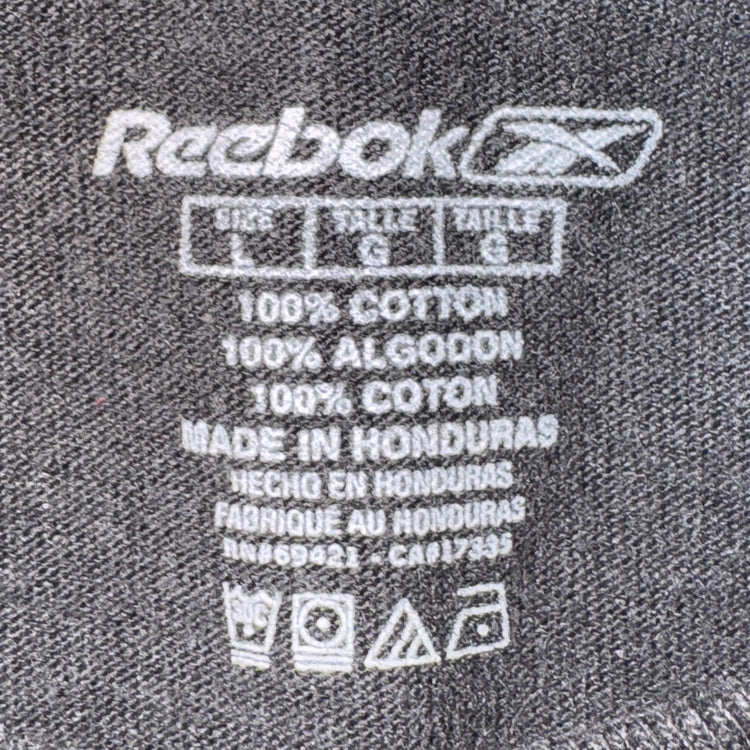 Reebok
SIZE TALLE TAILLE
L G G
100% COTTON
100% ALGODON
100% COTON
MADE IN HONDURAS
HECHO EN HONDURAS
FABRIQUÉ AU HONDURAS
RN#69421 - CA#17335
30C